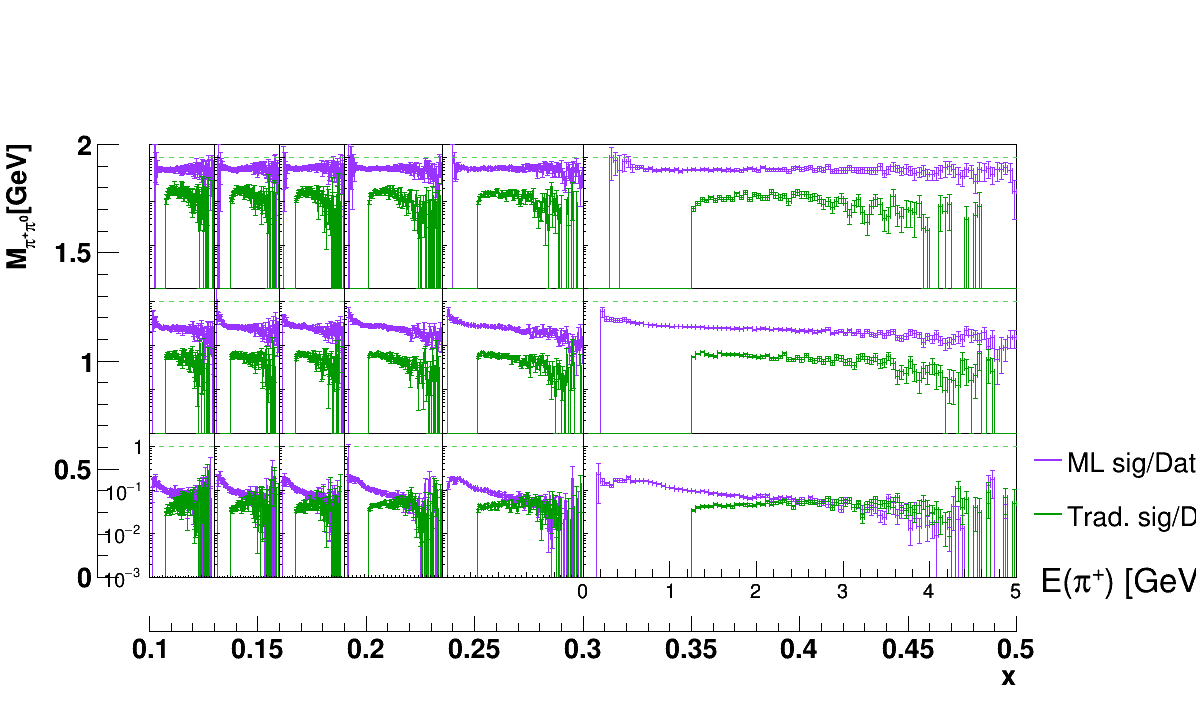 M_{π⁺π⁰} [GeV]
2
1.5
1
0.5
0
1
10⁻¹
10⁻²
10⁻³
ML sig/Dat
Trad. sig/D
0 1 2 3 4 5
E(π⁺) [GeV
0.1 0.15 0.2 0.25 0.3 0.35 0.4 0.45 0.5
x